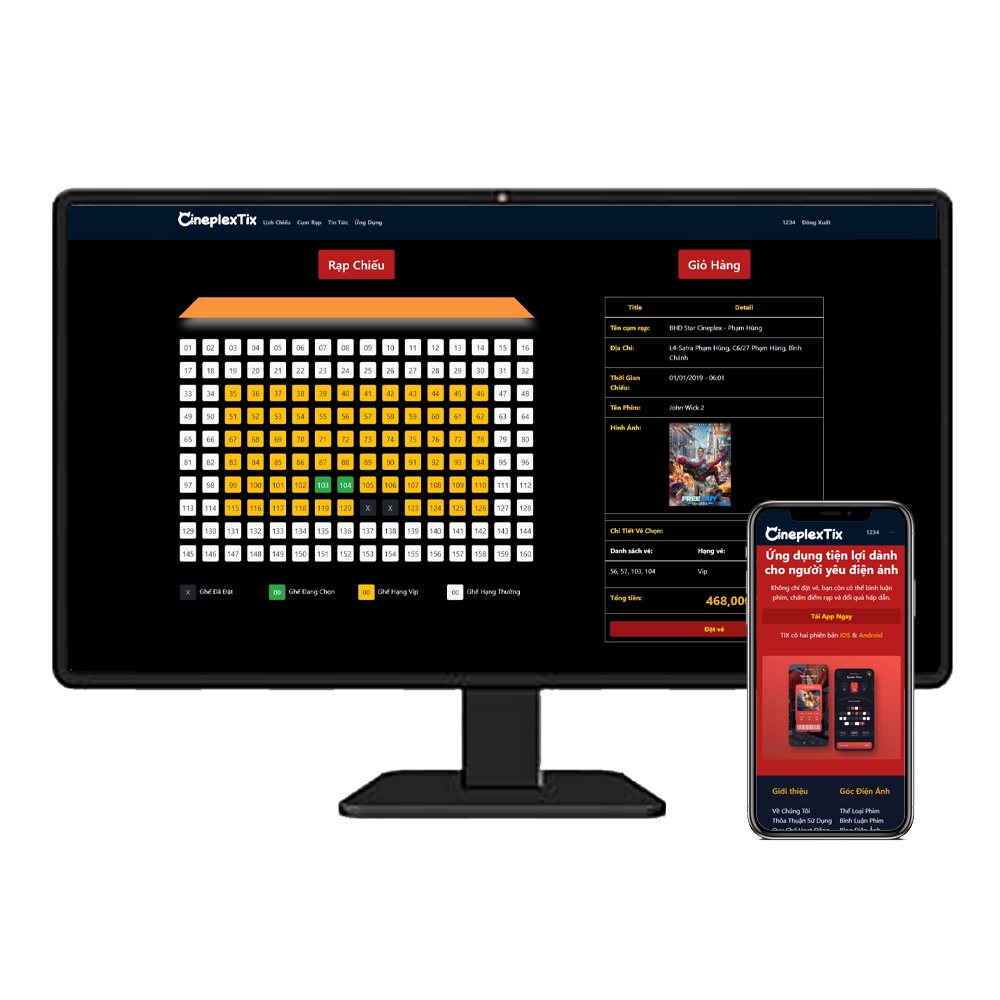 CineplexTix Lịch Chiếu Cụm Rạp Tin Tức Ứng Dụng 1234 Đăng Xuất
Rạp Chiếu
01 02 03 04 05 06 07 08 09 10 11 12 13 14 15 16
17 18 19 20 21 22 23 24 25 26 27 28 29 30 31 32
33 34 35 36 37 38 39 40 41 42 43 44 45 46 47 48
49 50 51 52 53 54 55 56 57 58 59 60 61 62 63 64
65 66 67 68 69 70 71 72 73 74 75 76 77 78 79 80
81 82 83 84 85 86 87 88 89 90 91 92 93 94 95 96
97 98 99 100 101 102 103 104 105 106 107 108 109 110 111 112
113 114 115 116 117 118 119 120 X X 123 124 125 126 127 128
129 130 131 132 133 134 135 136 137 138 139 140 141 142 143 144
145 146 147 148 149 150 151 152 153 154 155 156 157 158 159 160
X Ghế Đã Đặt 00 Ghế Đang Chọn 00 Ghế Hạng Vip 00 Ghế Hạng Thường
Giỏ Hàng
Title Detail
Tên cụm rạp: BHD Star Cineplex - Phạm Hùng
Địa Chỉ: L4-Satra Phạm Hùng, C6/27 Phạm Hùng, Bình
Chánh
Thời Gian 01/01/2019 - 06:01
Chiếu:
Tên Phim: John Wick 2
Hình Ảnh:
FREE GUY
Chi Tiết Vé Chọn:
Danh sách vé: Hạng vé:
56, 57, 103, 104 Vip
Tổng tiền: 468,00
Đặt vé
CineplexTix 1234 ...
Ứng dụng tiện lợi dành
cho người yêu điện ảnh
Không chỉ đặt vé, bạn còn có thể bình luận
phim, chấm điểm rạp và đổi quà hấp dẫn.
Tải App Ngay
TIX có hai phiên bản IOS & Android
Giới thiệu Góc Điện Ảnh
Về Chúng Tôi Thể Loại Phim
Thỏa Thuận Sử Dụng Bình Luận Phim
Quy Chế Hoạt Động Blog Điện Ảnh